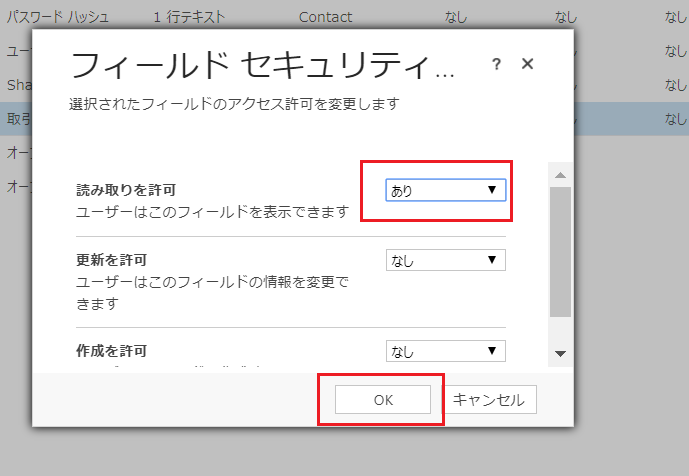 パスワード ハッシュ 1 行テキスト Contact なし なし なし
ユー なし
フィールド セキュリティ... ? ×
選択されたフィールドのアクセス許可を変更します
Sha なし
取引 なし
オー
オー
読み取りを許可 あり
ユーザーはこのフィールドを表示できます
更新を許可 なし
ユーザーはこのフィールドの情報を変更で
きます
作成を許可 なし
OK キャンセル